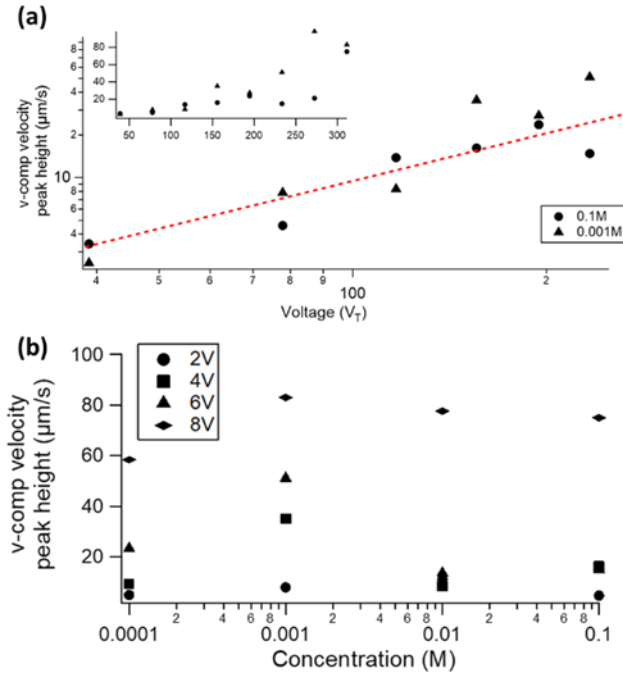 (a)
80
60
40
20
50
100
150
200
250
300
8
6
4
2
10
8
6
4
v-comp velocity
peak height (µm/s)
0.1M
0.001M
4
5
6
7
8
9
100
2
Voltage (V_T)
(b)
100
80
60
40
20
2V
4V
6V
8V
v-comp velocity
peak height (µm/s)
0.0001 2 4 6 8 0.001 2 4 6 8 0.01 2 4 6 8 0.1
Concentration (M)